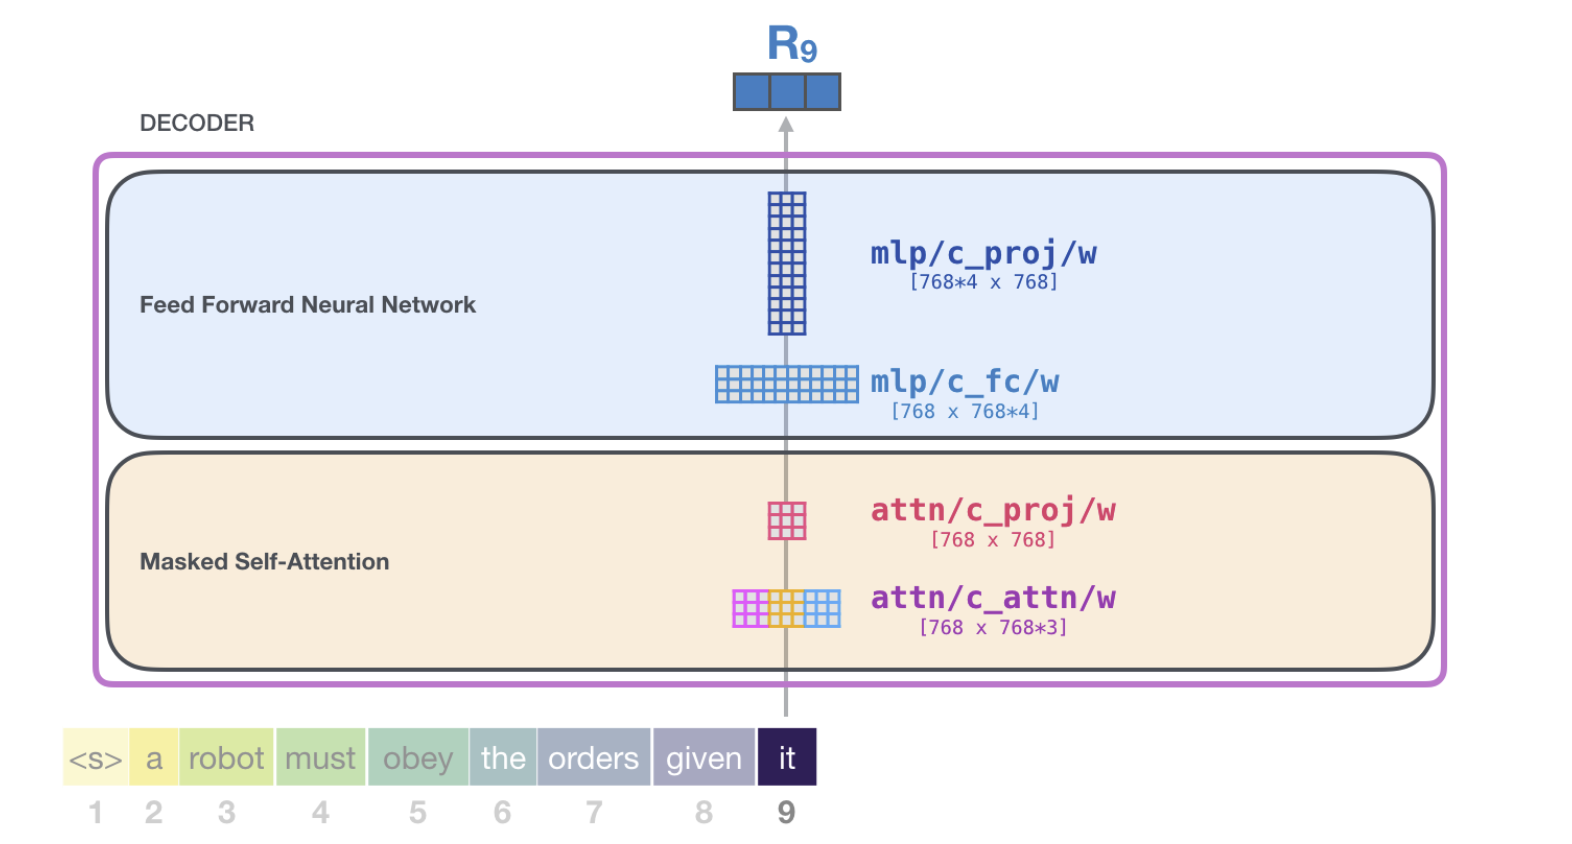 R9
DECODER
mlp/c_proj/w
[768*4 x 768]
Feed Forward Neural Network
mlp/c_fc/w
[768 x 768*4]
attn/c_proj/w
[768 x 768]
Masked Self-Attention
attn/c_attn/w
[768 x 768*3]
<s> a robot must obey the orders given it
1 2 3 4 5 6 7 8 9